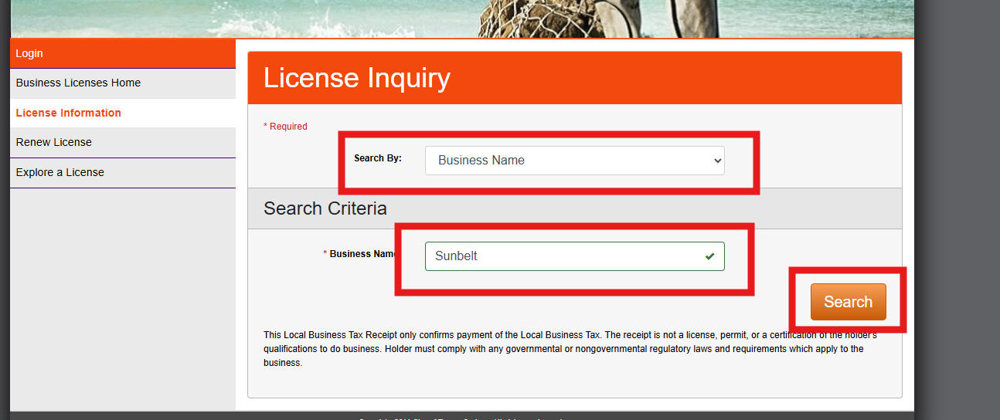 Login
Business Licenses Home
License Information
Renew License
Explore a License
License Inquiry
* Required
Search By:
Business Name
Search Criteria
* Business Name
Sunbelt
Search
This Local Business Tax Receipt only confirms payment of the Local Business Tax. The receipt is not a license, permit, or a certification of the holder's
qualifications to do business. Holder must comply with any governmental or nongovernmental regulatory laws and requirements which apply to the
business.